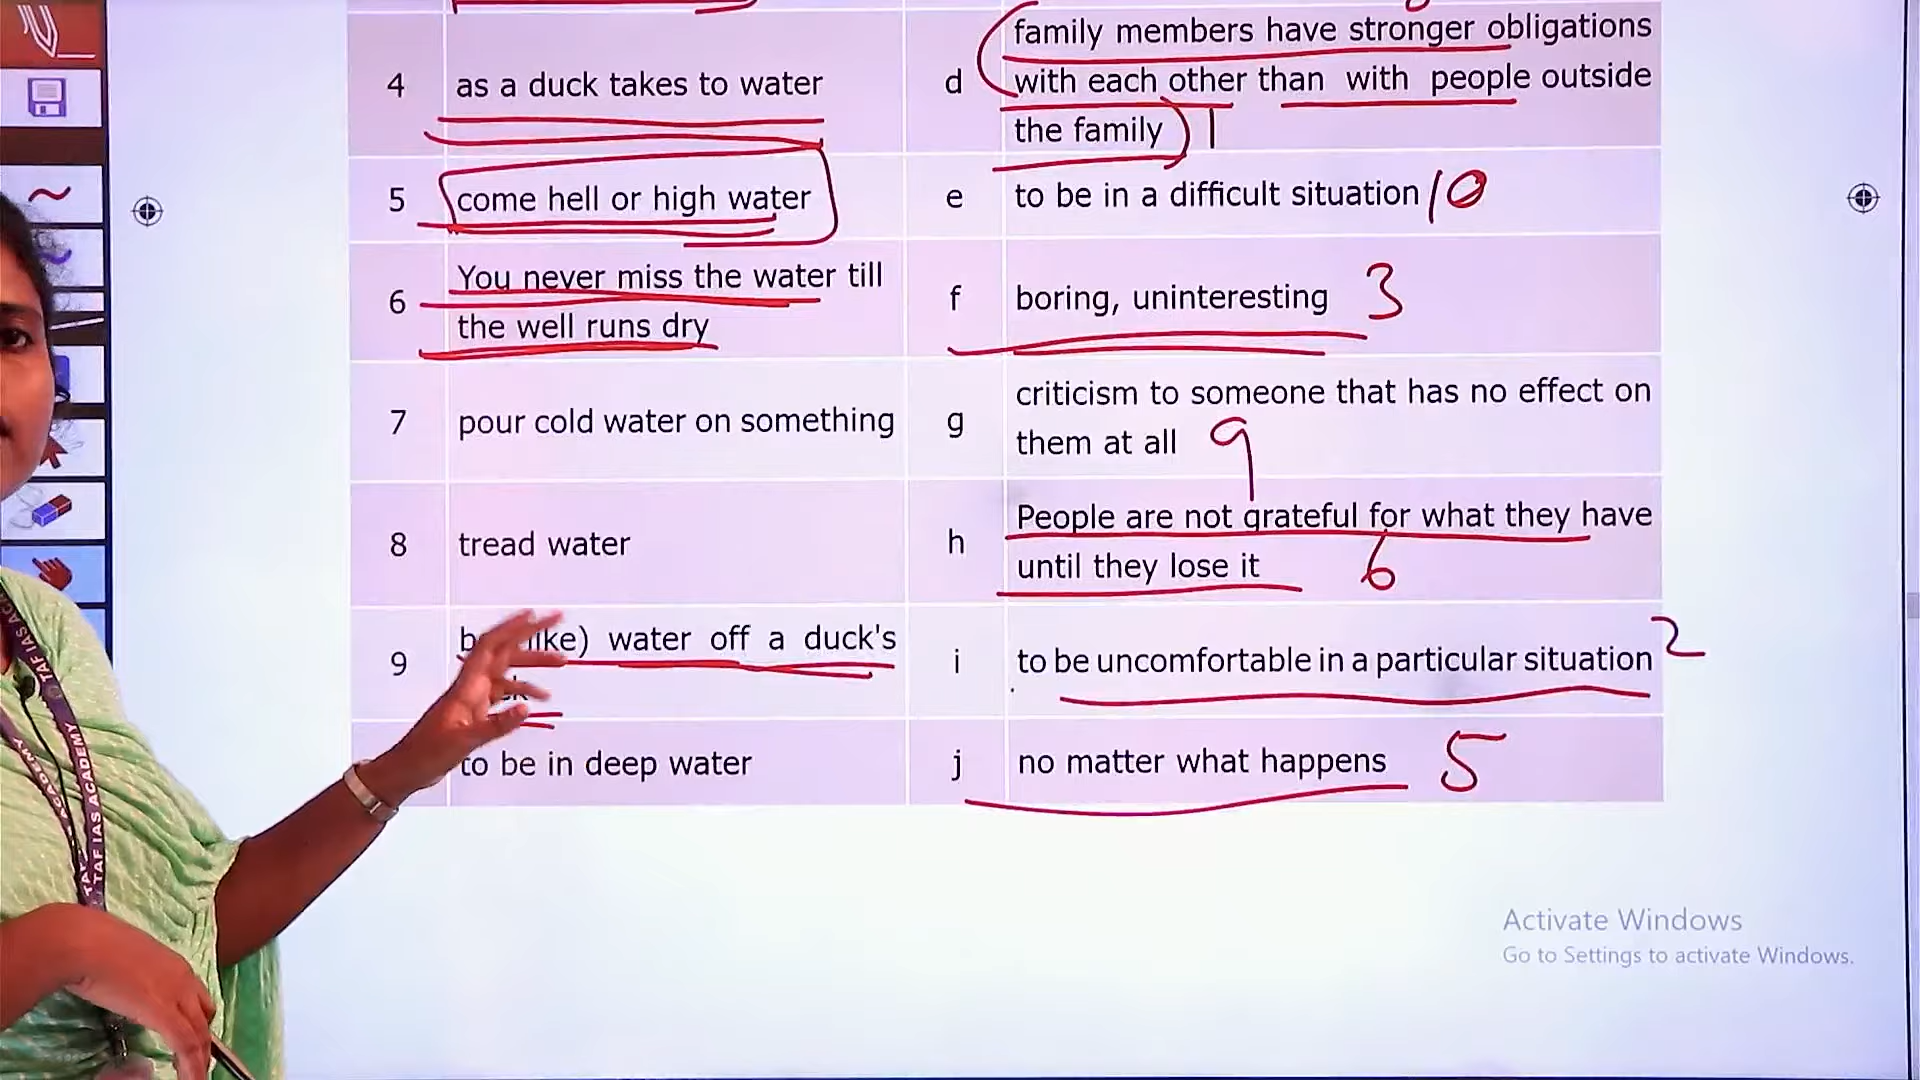 family members have stronger obligations
4 as a duck takes to water d with each other than with people outside
the family 1
5 come hell or high water e to be in a difficult situation 10
6 You never miss the water till
the well runs dry
f boring, uninteresting 3
7 pour cold water on something g criticism to someone that has no effect on
them at all 9
8 tread water h People are not grateful for what they have
until they lose it 6
9 water off a duck's
i to be uncomfortable in a particular situation 2
to be in deep water j no matter what happens 5
Activate Windows
Go to Settings to activate Windows.
TAF IAS ACADEMY
TAF IAS ACADEMY